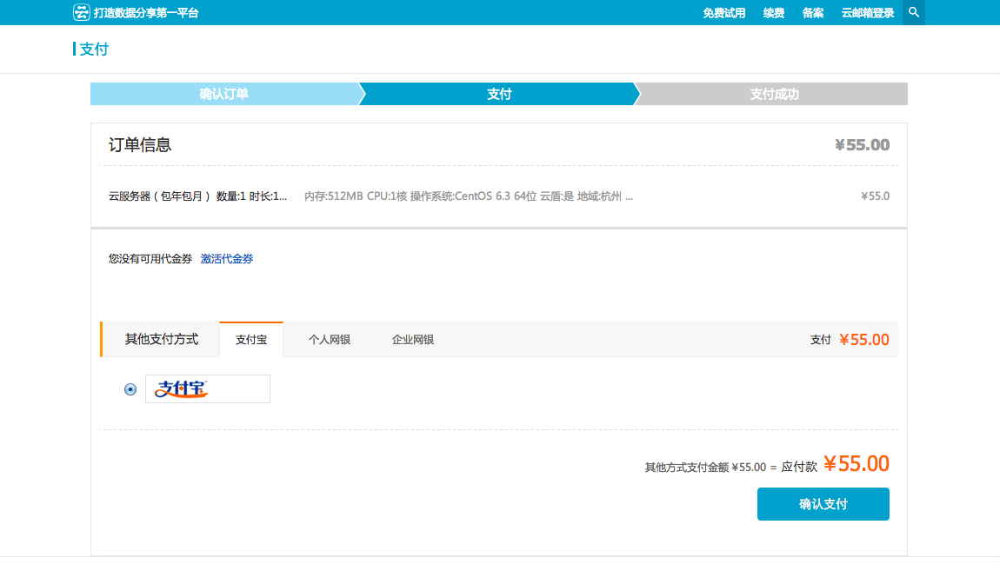 打造数据分享第一平台 免费试用 续费 备案 云邮箱登录
支付
确认订单 支付 支付成功
订单信息 ¥55.00
云服务器（包年包月） 数量:1 时长:1... 内存:512MB CPU:1核 操作系统:CentOS 6.3 64位 云盾:是 地域:杭州 ... ¥55.0
您没有可用代金券 激活代金券
其他支付方式 支付宝 个人网银 企业网银 支付 ¥55.00
支付宝
其他方式支付金额 ¥55.00 = 应付款 ¥55.00
确认支付